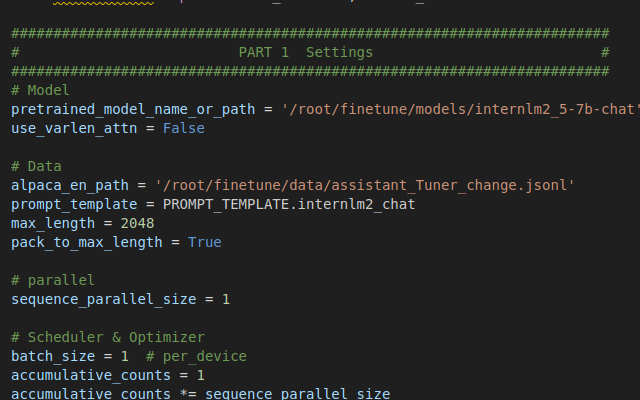 #######################################################################
#                          PART 1  Settings                           #
#######################################################################
# Model
pretrained_model_name_or_path = '/root/finetune/models/internlm2_5-7b-chat'
use_varlen_attn = False
# Data
alpaca_en_path = '/root/finetune/data/assistant_Tuner_change.jsonl'
prompt_template = PROMPT_TEMPLATE.internlm2_chat
max_length = 2048
pack_to_max_length = True
# parallel
sequence_parallel_size = 1
# Scheduler & Optimizer
batch_size = 1  # per_device
accumulative_counts = 1
accumulative_counts *= sequence_parallel_size